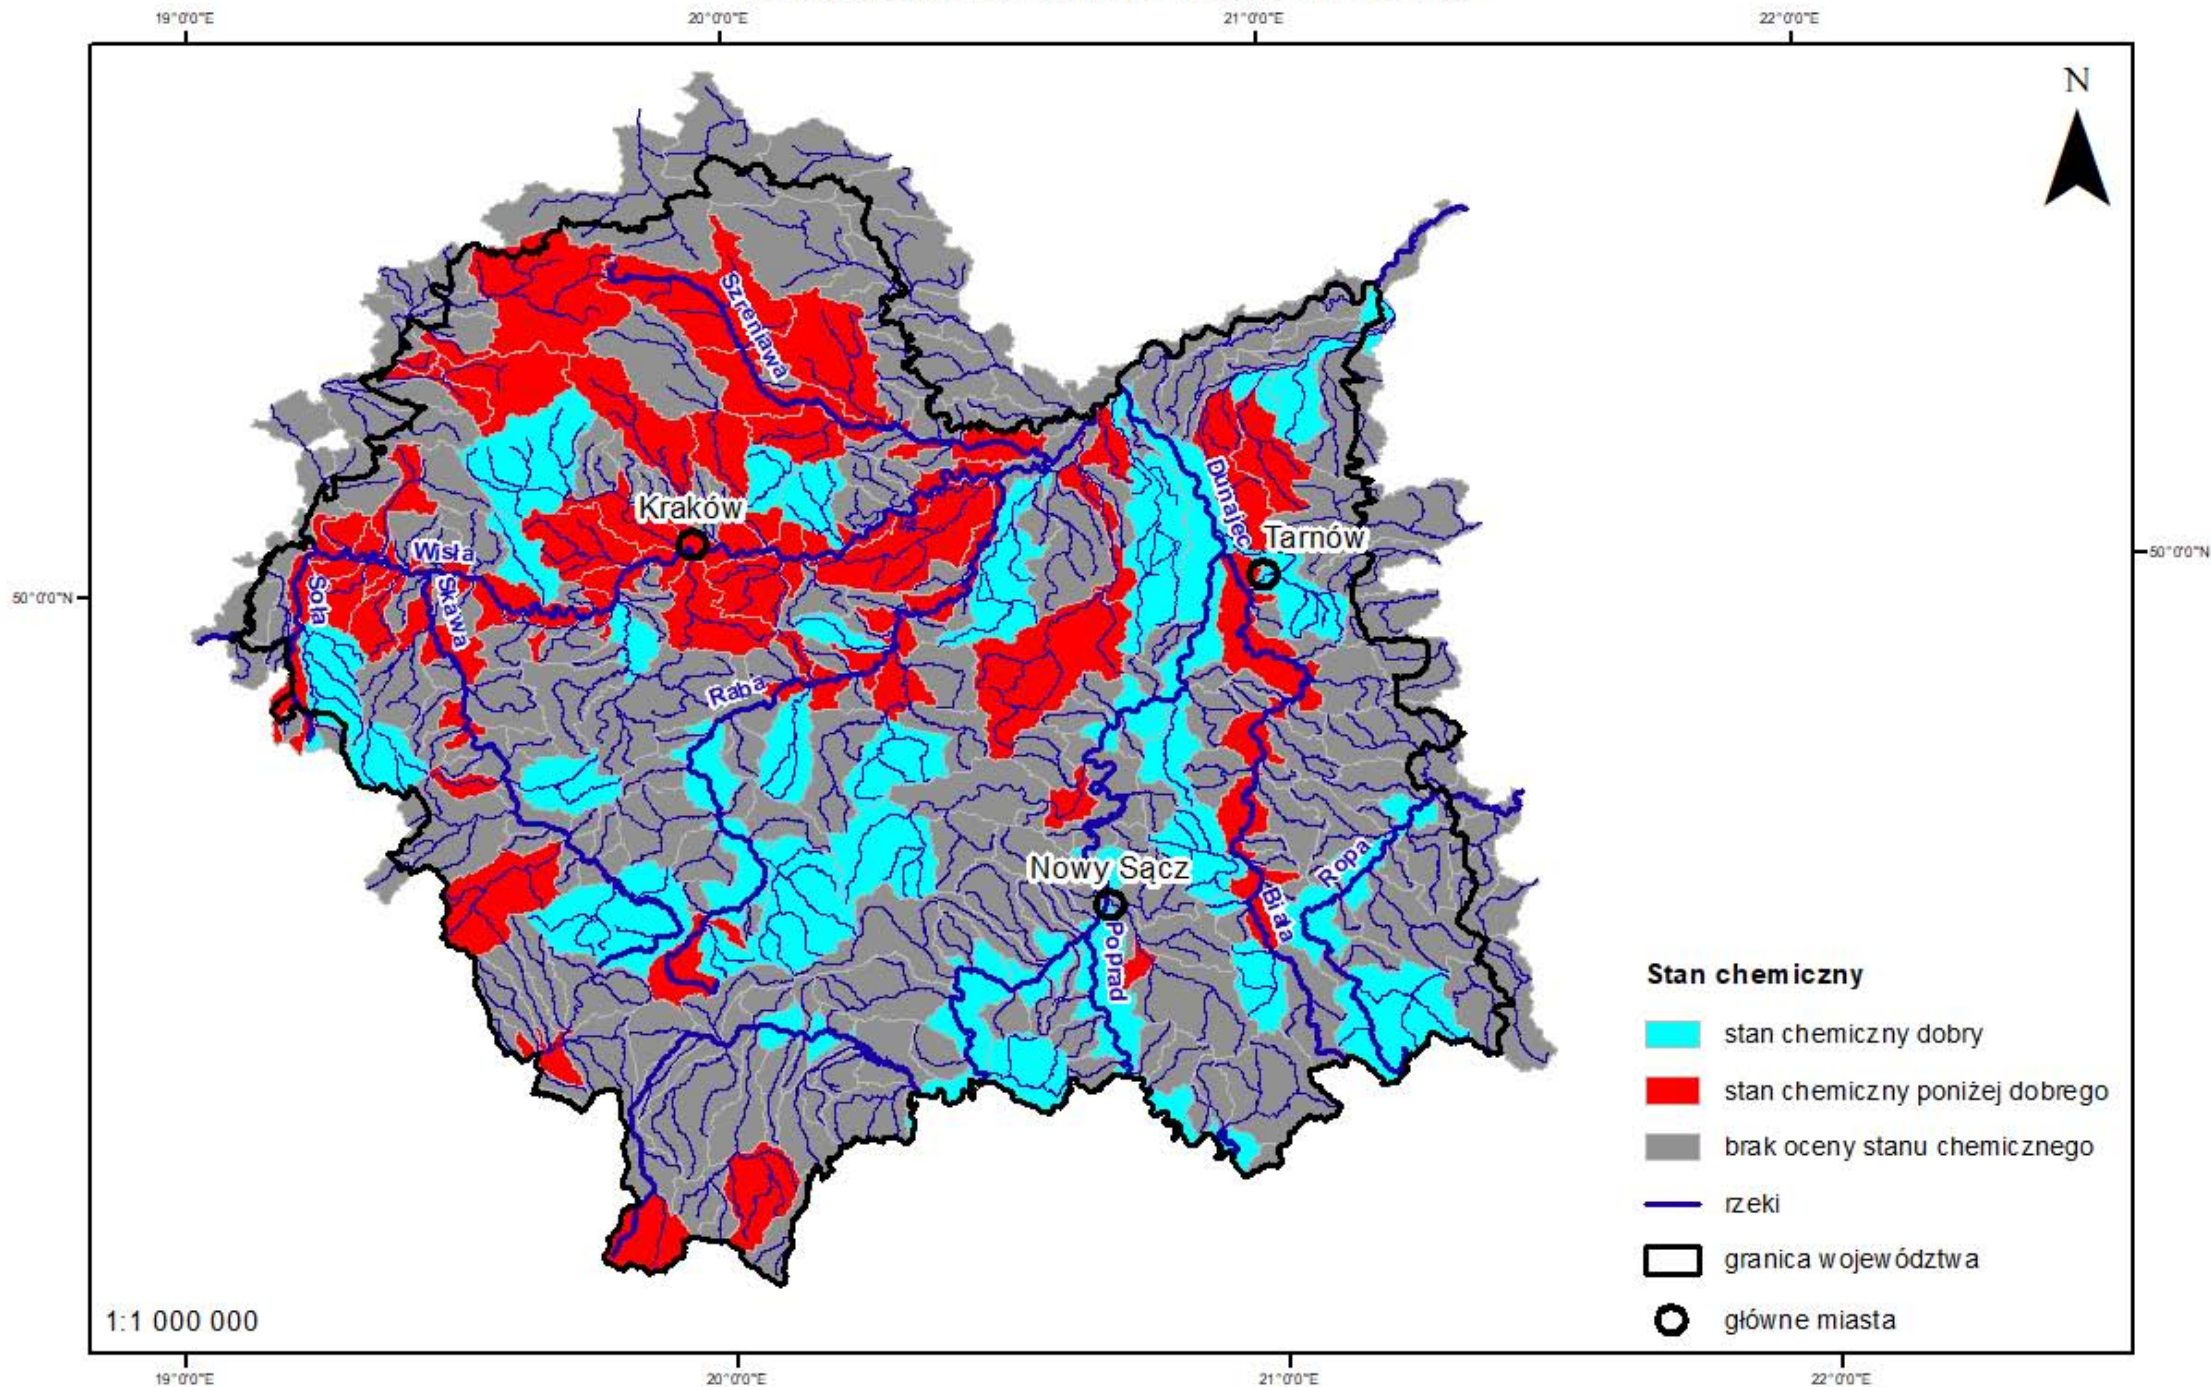 19°0'0"E
20°0'0"E
21°0'0"E
22°0'0"E
N
Szreniawa
Kraków
Dunajec
Tarnów
Wisła
50°0'0"N
50°0'0"N
Soła
Skawa
Raba
Nowy Sącz
Ropa
Biała
Poprad
Stan chemiczny
stan chemiczny dobry
stan chemiczny poniżej dobrego
brak oceny stanu chemicznego
rzeki
granica województwa
główne miasta
1:1 000 000
19°0'0"E
20°0'0"E
21°0'0"E
22°0'0"E